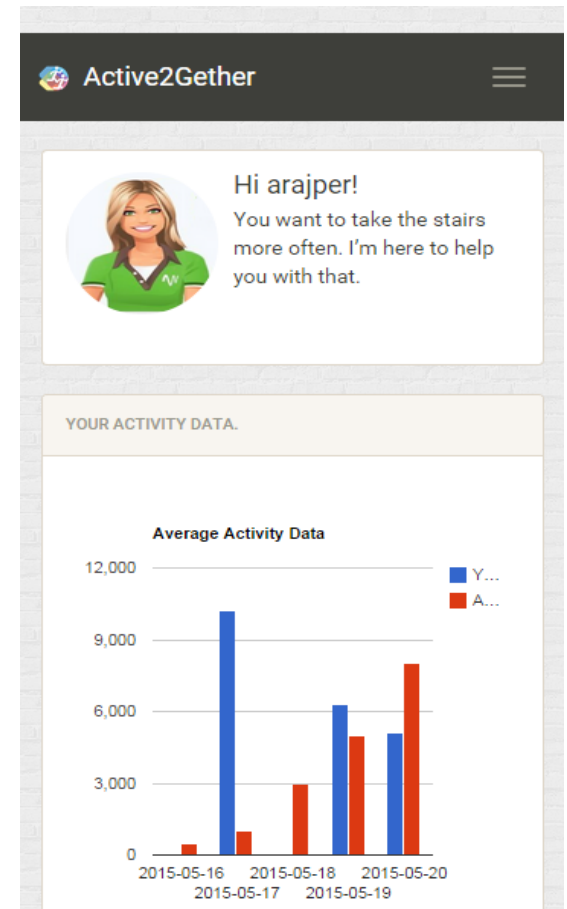 Active2Gether
Hi arajper!
You want to take the stairs
more often. I'm here to help
you with that.
YOUR ACTIVITY DATA.
Average Activity Data
12,000
9,000
6,000
3,000
0
Y...
A...
2015-05-16 2015-05-18 2015-05-20
2015-05-17 2015-05-19